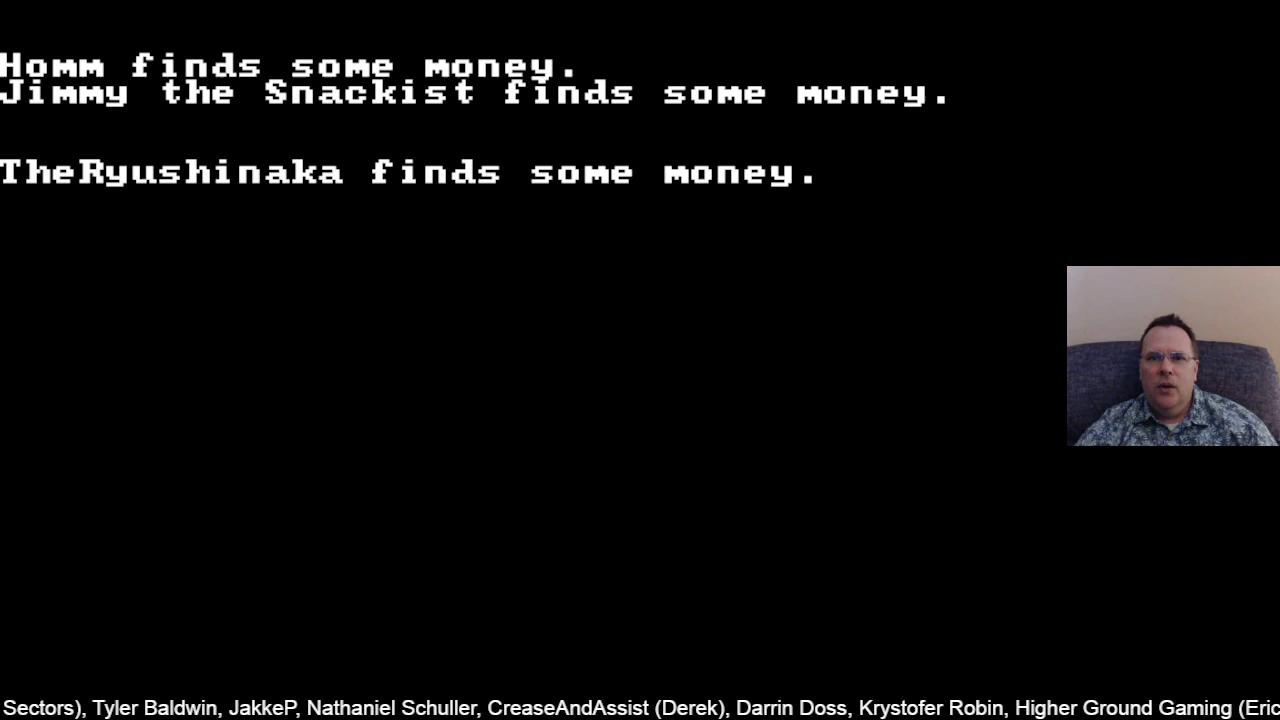 Homm finds some money.
Jimmy the Snackist finds some money.
TheRyushinaka finds some money.
Sectors), Tyler Baldwin, JakkeP, Nathaniel Schuller, CreaseAndAssist (Derek), Darrin Doss, Krystofer Robin, Higher Ground Gaming (Eric